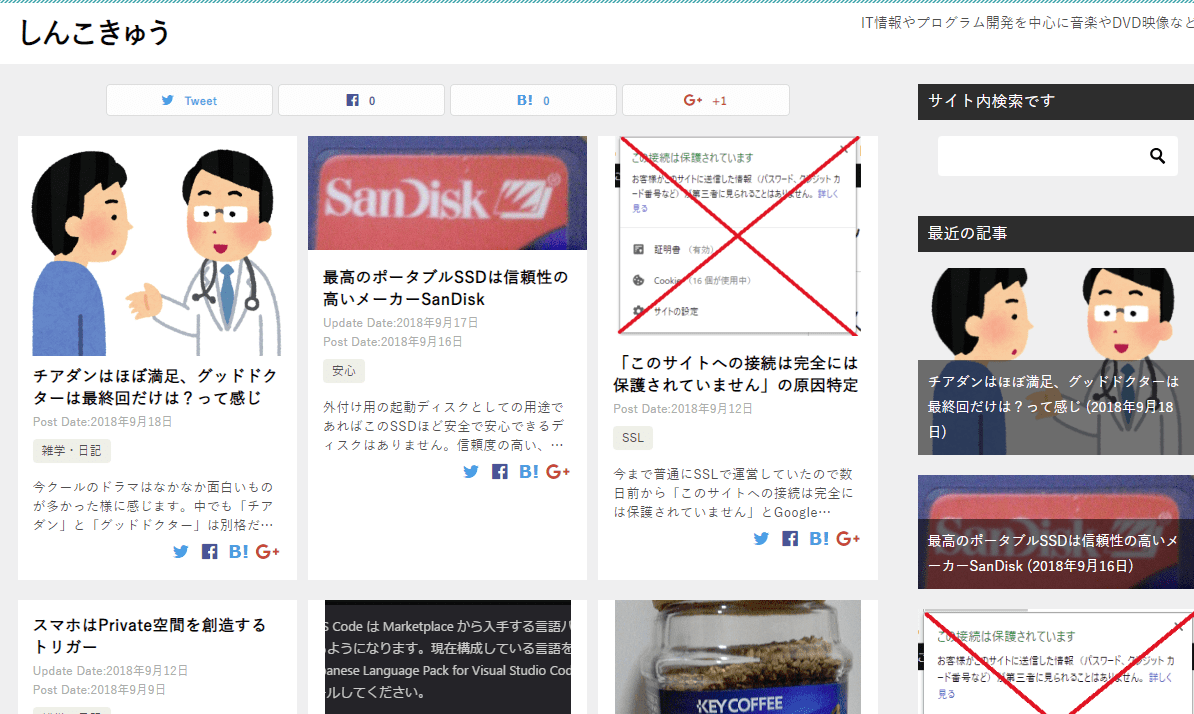 しんこきゅう
IT情報やプログラム開発を中心に音楽やDVD映像など
Tweet
0
B! 0
G+ +1
サイト内検索です
SanDisk®
この接続は保護されています
お客様がこのサイトに送信した情報（パスワード、クレジットカ
ード番号など）が第三者に見られることはありません。詳しく
見る
証明書 （有効）
Cookie （16 個が使用中）
サイトの設定
チアダンはほぼ満足、グッドドク
ターは最終回だけは？って感じ
Post Date:2018年9月18日
雑学・日記
今クールのドラマはなかなか面白いもの
が多かった様に感じます。中でも「チア
ダン」と「グッドドクター」は別格だ…
B! G+
最高のポータブルSSDは信頼性の
高いメーカーSanDisk
Update Date:2018年9月17日
Post Date:2018年9月16日
安心
外付け用の起動ディスクとしての用途で
あればこのSSDほど安全で安心できるデ
ィスクはありません。信頼度の高い、…
B! G+
「このサイトへの接続は完全には
保護されていません」の原因特定
Post Date:2018年9月12日
SSL
今まで普通にSSLで運営していたので数
日前から「このサイトへの接続は完全に
は保護されていません」とGoogle…
B! G+
最近の記事
チアダンはほぼ満足、グッドドクターは
最終回だけは？って感じ (2018年9月18
日)
最高のポータブルSSDは信頼性の高いメ
ーカーSanDisk (2018年9月16日)
この接続は保護されています
お客様がこのサイトに送信した情報（パスワード、クレジットカ
ード番号など）が第三者に見られることはありません。詳しく
見る
スマホはPrivate空間を創造する
トリガー
Update Date:2018年9月12日
Post Date:2018年9月9日
S Code は Marketplace から入手する言語パ
ようになります。現在構成している言語を
panese Language Pack for Visual Studio Cod
ールしてください。
KEY COFFEE